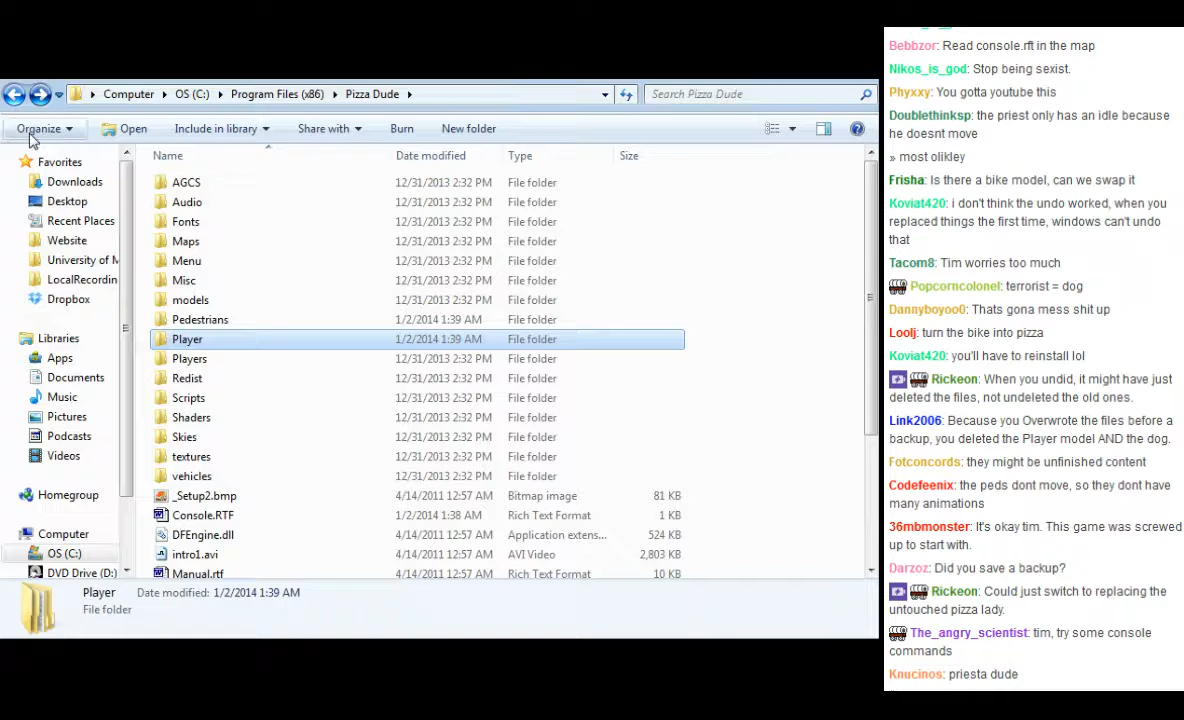 Computer OS (C:) Program Files (x86) Pizza Dude Search Pizza Dude
Organize Open Include in library Share with Burn New folder
Favorites
Downloads
Desktop
Recent Places
Website
University of M
LocalRecordin
Dropbox
Libraries
Apps
Documents
Music
Pictures
Podcasts
Videos
Homegroup
Computer
OS (C:)
DVD Drive (D:)
Name Date modified Type Size
AGCS 12/31/2013 2:32 PM File folder
Audio 12/31/2013 2:32 PM File folder
Fonts 12/31/2013 2:32 PM File folder
Maps 12/31/2013 2:32 PM File folder
Menu 12/31/2013 2:32 PM File folder
Misc 12/31/2013 2:32 PM File folder
models 12/31/2013 2:32 PM File folder
Pedestrians 1/2/2014 1:39 AM File folder
Player 1/2/2014 1:39 AM File folder
Players 12/31/2013 2:32 PM File folder
Redist 12/31/2013 2:32 PM File folder
Scripts 12/31/2013 2:32 PM File folder
Shaders 12/31/2013 2:32 PM File folder
Skies 12/31/2013 2:32 PM File folder
textures 12/31/2013 2:32 PM File folder
vehicles 12/31/2013 2:32 PM File folder
_Setup2.bmp 4/14/2011 12:57 AM Bitmap image 81 KB
Console.RTF 1/2/2014 1:38 AM Rich Text Format 1 KB
DFEngine.dll 4/14/2011 12:57 AM Application extens... 524 KB
intro1.avi 4/14/2011 12:57 AM AVI Video 2,803 KB
Manual.rtf 4/14/2011 12:57 AM Rich Text Format 10 KB
Player Date modified: 1/2/2014 1:39 AM
File folder
Bebbzor: Read console.rft in the map
Nikos_is_god: Stop being sexist.
Phyxxy: You gotta youtube this
Doublethinksp: the priest only has an idle because
he doesnt move
» most olikley
Frisha: Is there a bike model, can we swap it
Koviat420: i don't think the undo worked, when you
replaced things the first time, windows can't undo
that
Tacom8: Tim worries too much
Popcorncolonel: terrorist = dog
Dannyboyoo0: Thats gona mess shit up
Loolj: turn the bike into pizza
Koviat420: you'll have to reinstall lol
Rickeon: When you undid, it might have just
deleted the files, not undeleted the old ones.
Link2006: Because you Overwrote the files before a
backup, you deleted the Player model AND the dog.
Fotconcords: they might be unfinished content
Codefeenix: the peds dont move, so they dont have
many animations
36mbmonster: It's okay tim. This game was screwed
up to start with.
Darzoz: Did you save a backup?
Rickeon: Could just switch to replacing the
untouched pizza lady.
The_angry_scientist: tim, try some console
commands
Knucinos: priesta dude